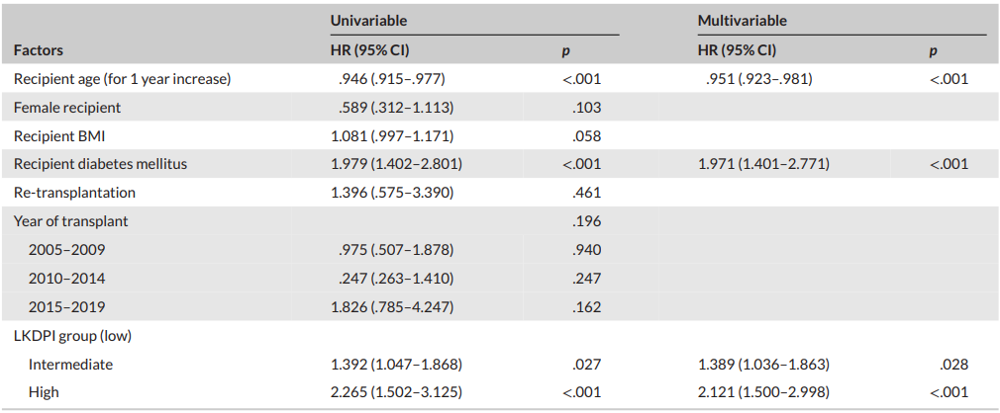 Univariable Multivariable
Factors HR (95% CI) p HR (95% CI) p
Recipient age (for 1 year increase) .946 (.915–.977) <.001 .951 (.923–.981) <.001
Female recipient .589 (.312–1.113) .103
Recipient BMI 1.081 (.997–1.171) .058
Recipient diabetes mellitus 1.979 (1.402–2.801) <.001 1.971 (1.401–2.771) <.001
Re-transplantation 1.396 (.575–3.390) .461
Year of transplant .196
2005–2009 .975 (.507–1.878) .940
2010–2014 .247 (.263–1.410) .247
2015–2019 1.826 (.785–4.247) .162
LKDPI group (low)
Intermediate 1.392 (1.047–1.868) .027 1.389 (1.036–1.863) .028
High 2.265 (1.502–3.125) <.001 2.121 (1.500–2.998) <.001